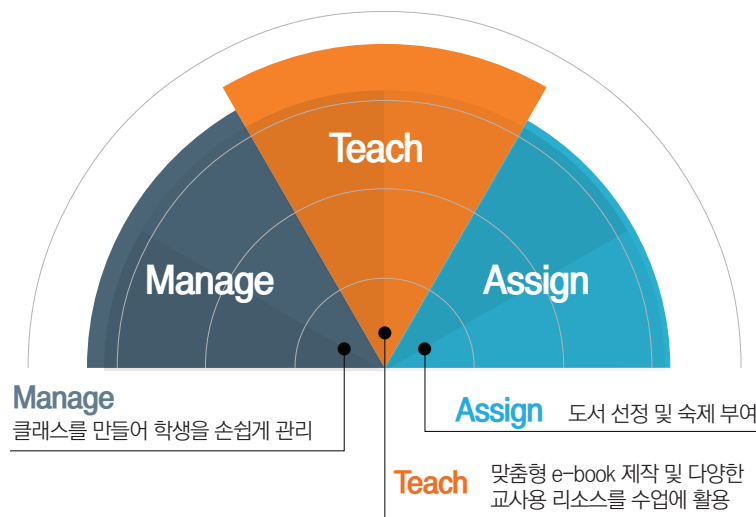 Teach
Manage
Assign
Manage
클래스를 만들어 학생을 손쉽게 관리
Assign 도서 선정 및 숙제 부여
Teach 맞춤형 e-book 제작 및 다양한
교사용 리소스를 수업에 활용